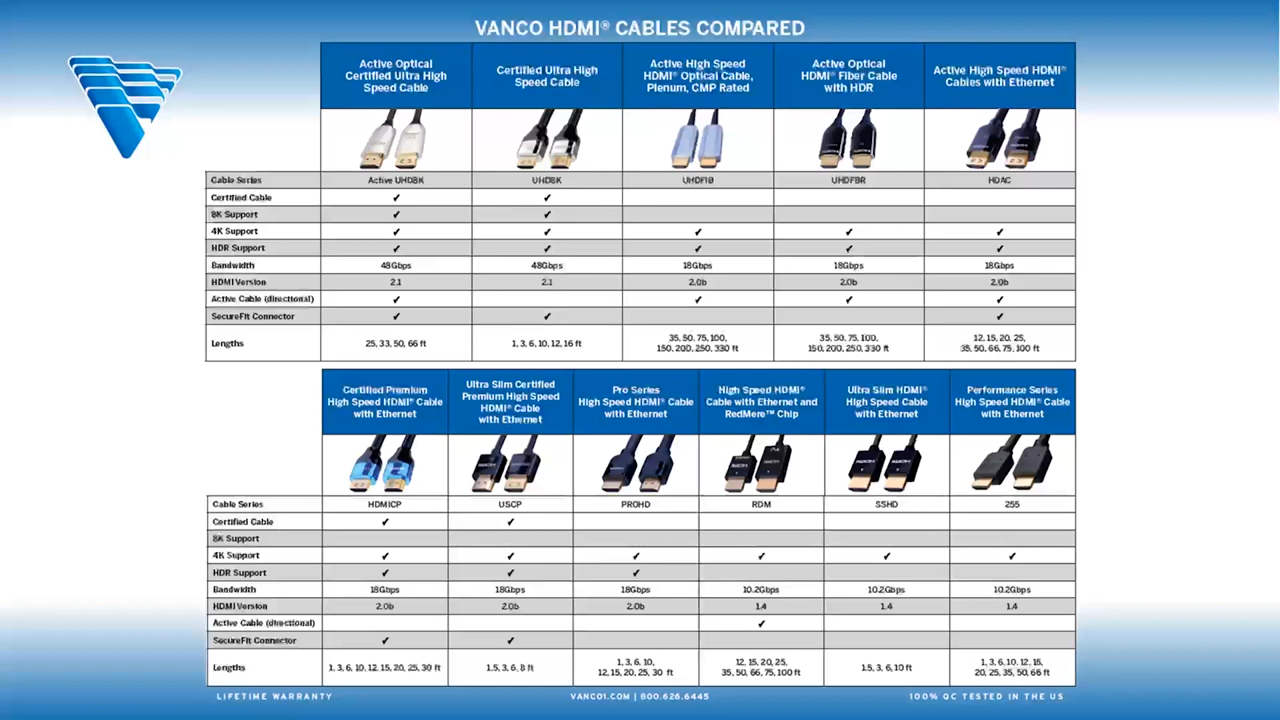 VANCO HDMI® CABLES COMPARED
Active Optical
Certified Ultra High
Speed Cable
Certified Ultra High
Speed Cable
Active High Speed
HDMI® Optical Cable,
Plenum, CMP Rated
Active Optical
HDMI® Fiber Cable
with HDR
Active High Speed HDMI®
Cables with Ethernet
Cable Series Active UHD8K UHD8K UHDFIB UHDFBR HDAC
Certified Cable ✔ ✔
8K Support ✔ ✔
4K Support ✔ ✔ ✔ ✔ ✔
HDR Support ✔ ✔ ✔ ✔ ✔
Bandwidth 48Gbps 48Gbps 18Gbps 18Gbps 18Gbps
HDMI Version 2.1 2.1 2.0b 2.0b 2.0b
Active Cable (directional) ✔ ✔ ✔ ✔
SecureFit Connector ✔ ✔ ✔
Lengths
25, 33, 50, 66 ft
1, 3, 6, 10, 12, 16 ft
35, 50, 75, 100,
150, 200, 250, 330 ft
35, 50, 75, 100,
150, 200, 250, 330 ft
12, 15, 20, 25,
35, 50, 66, 75, 100 ft
Certified Premium
High Speed HDMI® Cable
with Ethernet
Ultra Slim Certified
Premium High Speed
HDMI® Cable
with Ethernet
Pro Series
High Speed HDMI® Cable
with Ethernet
High Speed HDMI®
Cable with Ethernet and
RedMere™ Chip
Ultra Slim HDMI®
High Speed Cable
with Ethernet
Performance Series
High Speed HDMI® Cable
with Ethernet
Cable Series HDMICP USCP PROHD RDM SSHD 255
Certified Cable ✔ ✔
8K Support
4K Support ✔ ✔ ✔ ✔ ✔ ✔
HDR Support ✔ ✔ ✔
Bandwidth 18Gbps 18Gbps 18Gbps 10.2Gbps 10.2Gbps 10.2Gbps
HDMI Version 2.0b 2.0b 2.0b 1.4 1.4 1.4
Active Cable (directional) ✔
SecureFit Connector ✔ ✔
Lengths
1, 3, 6, 10, 12, 15, 20, 25, 30 ft
1.5, 3, 6, 8 ft
1, 3, 6, 10,
12, 15, 20, 25, 30 ft
12, 15, 20, 25,
35, 50, 66, 75, 100 ft
1.5, 3, 6, 10 ft
1, 3, 6, 10, 12, 15,
20, 25, 35, 50, 66 ft
LIFETIME WARRANTY
VANCO1.COM | 800.626.6445
100% QC TESTED IN THE US